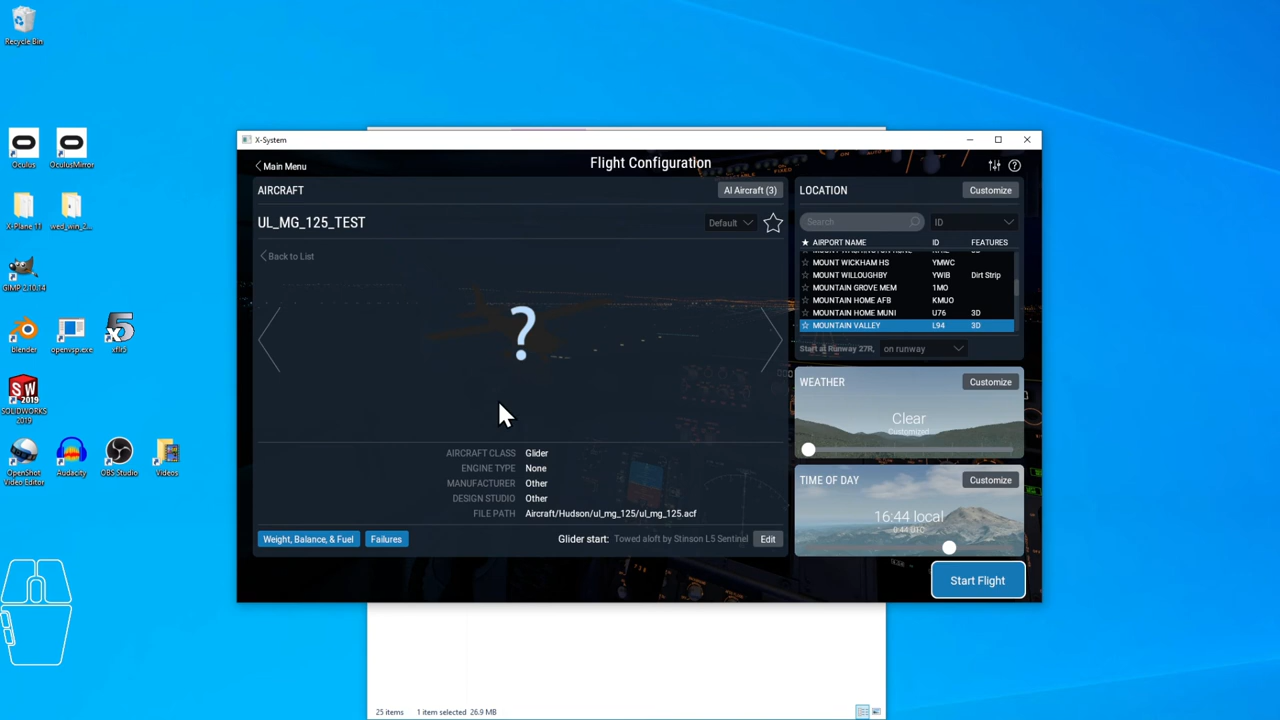 Recycle Bin
Oculus
OculusMirror
X-Plane 11
wed_win_2...
GIMP 2.10.14
blender
openvsp.exe
xflr5
SOLIDWORKS
2019
OpenShot
Video Editor
Audacity
OBS Studio
Videos
X-System
Main Menu
Flight Configuration
AIRCRAFT
AI Aircraft (3)
UL_MG_125_TEST
Default
Back to List
?
AIRCRAFT CLASS Glider
ENGINE TYPE None
MANUFACTURER Other
DESIGN STUDIO Other
FILE PATH Aircraft/Hudson/ul_mg_125/ul_mg_125.acf
Weight, Balance, & Fuel
Failures
Glider start: Towed aloft by Stinson L5 Sentinel
Edit
LOCATION
Customize
Search
ID
AIRPORT NAME ID FEATURES
MOUNT WICKHAM HS YMWC
MOUNT WILLOUGHBY YWIB Dirt Strip
MOUNTAIN GROVE MEM 1MO
MOUNTAIN HOME AFB KMUO
MOUNTAIN HOME MUNI U76 3D
MOUNTAIN VALLEY L94 3D
Start at Runway 27R, on runway
WEATHER
Customize
Clear
Customized
TIME OF DAY
Customize
16:44 local
0:44 UTC
Start Flight
25 items 1 item selected 26.9 MB